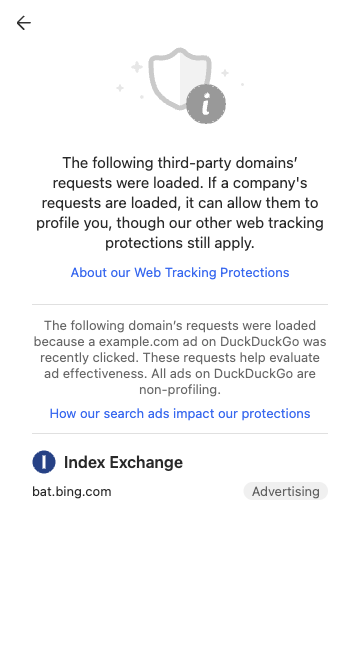 The following third-party domains’
requests were loaded. If a company's
requests are loaded, it can allow them to
profile you, though our other web tracking
protections still apply.
About our Web Tracking Protections
The following domain’s requests were loaded
because a example.com ad on DuckDuckGo was
recently clicked. These requests help evaluate
ad effectiveness. All ads on DuckDuckGo are
non-profiling.
How our search ads impact our protections
I Index Exchange
bat.bing.com Advertising